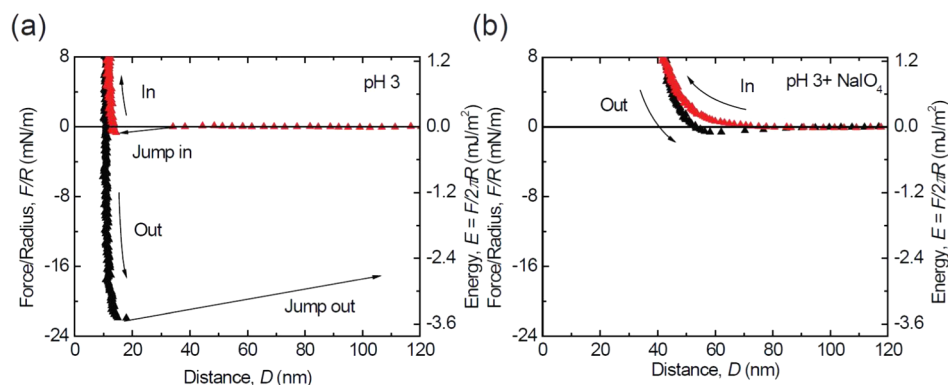 (a)
8
0
-8
-16
-24
Force/Radius, F/R (mN/m)
pH 3
In
Jump in
Out
Jump out
1.2
0.0
-1.2
-2.4
-3.6
Energy, E = F/2πR (mJ/m²)
0 20 40 60 80 100 120
Distance, D (nm)
(b)
8
0
-8
-16
-24
Force/Radius, F/R (mN/m)
pH 3+ NaIO₄
In
Out
1.2
0.0
-1.2
-2.4
-3.6
Energy, E = F/2πR (mJ/m²)
0 20 40 60 80 100 120
Distance, D (nm)